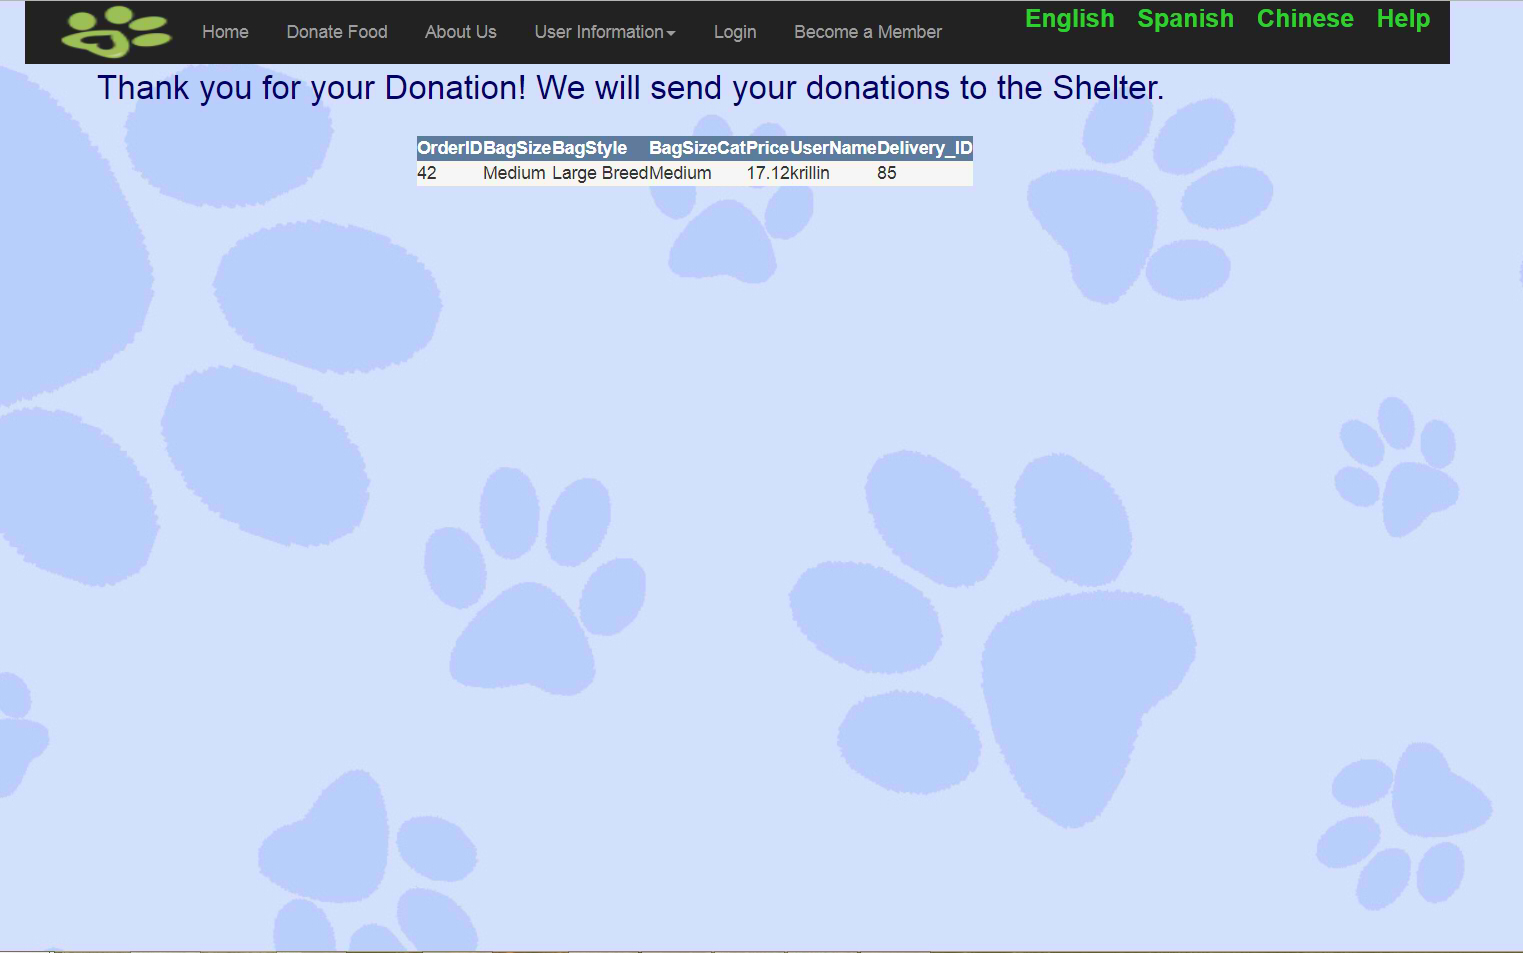 Home Donate Food About Us User Information Login Become a Member English Spanish Chinese Help
Thank you for your Donation! We will send your donations to the Shelter.
OrderID BagSize BagStyle BagSizeCat Price UserName Delivery_ID
42 Medium Large Breed Medium 17.12 krillin 85